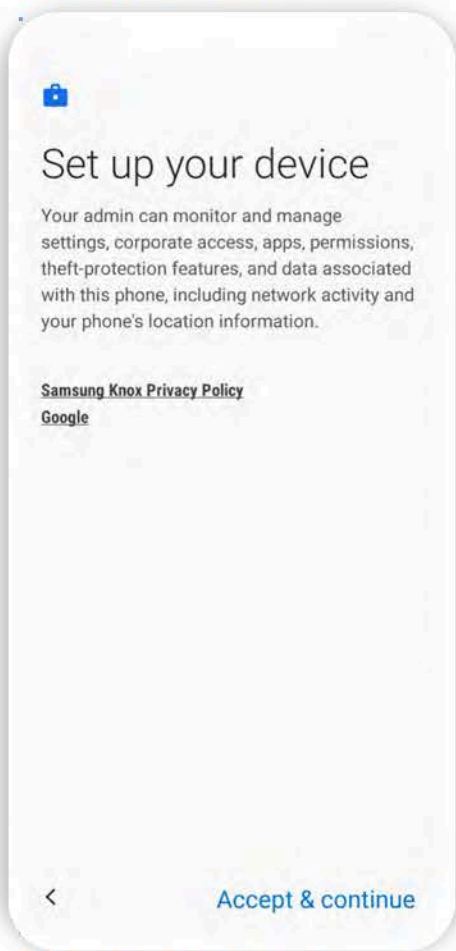 Set up your device
Your admin can monitor and manage
settings, corporate access, apps, permissions,
theft-protection features, and data associated
with this phone, including network activity and
your phone's location information.
Samsung Knox Privacy Policy
Google
Accept & continue